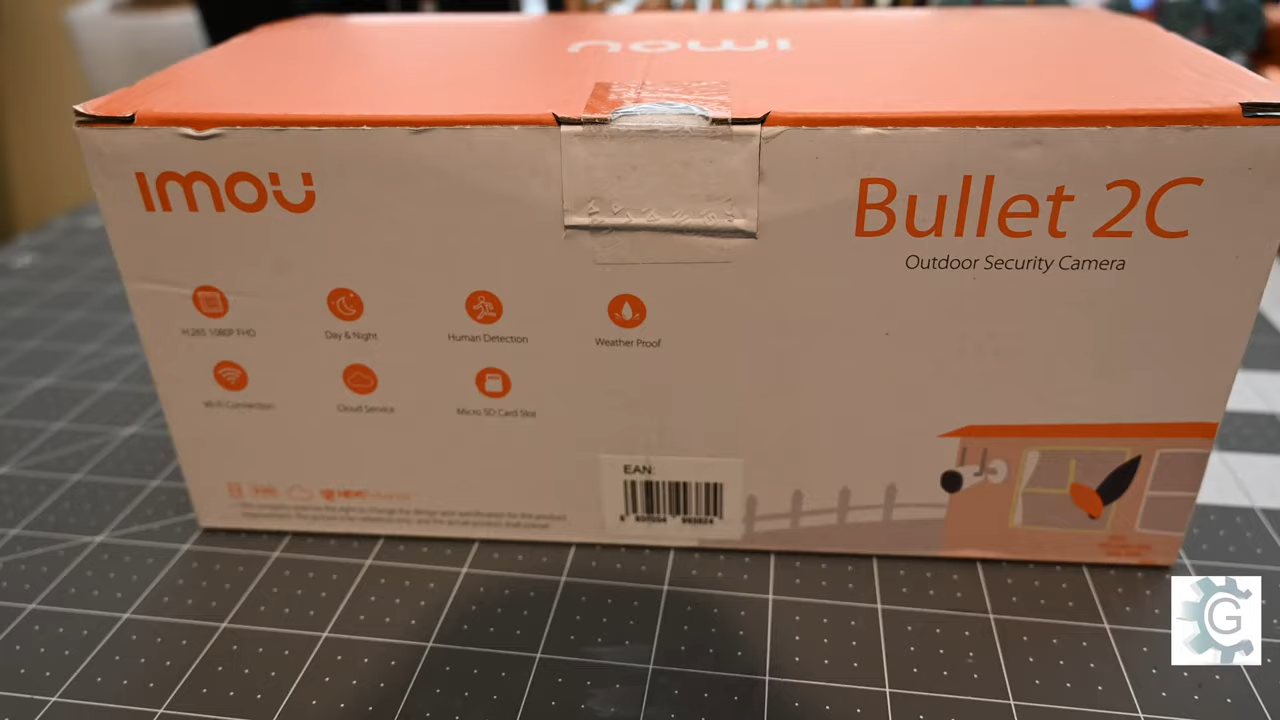 imou
imou
Bullet 2C
Outdoor Security Camera
H.265 1080P FHD
Day & Night
Human Detection
Weather Proof
Wi-Fi Connection
Cloud Service
Micro SD Card Slot
EAN:
G